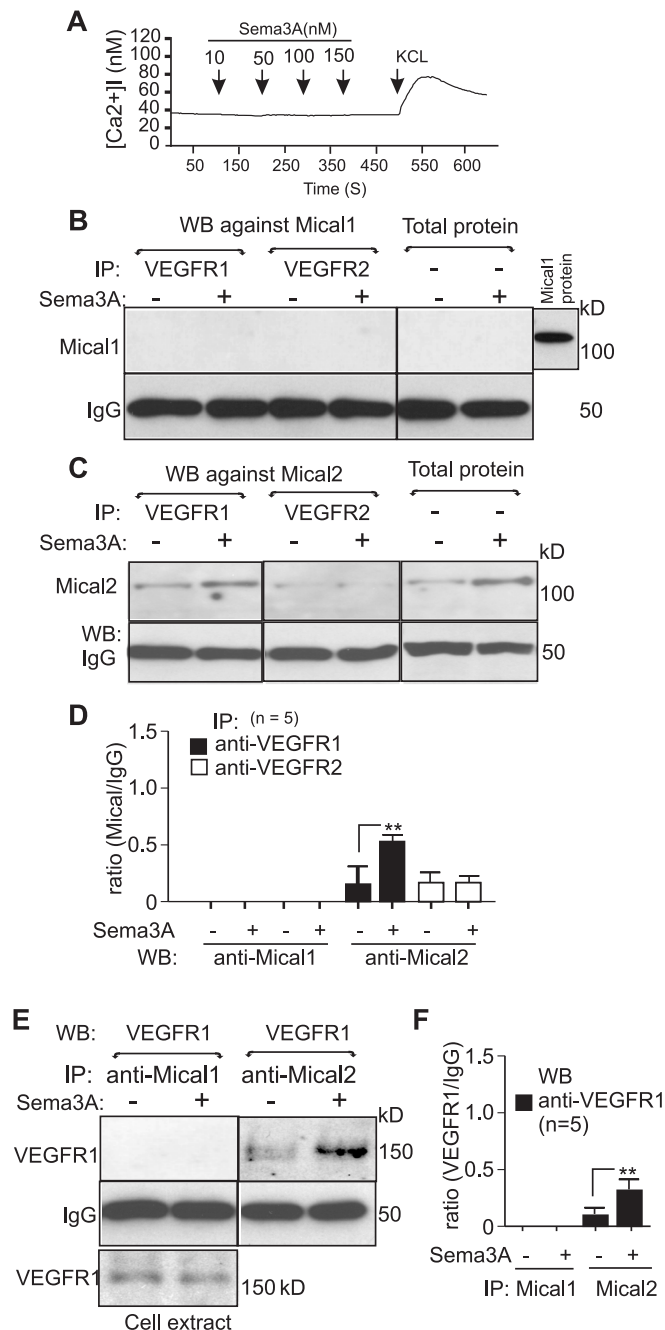 A
Sema3A(nM)
10 50 100 150 KCL
[Ca2+]I (nM)
120
100
80
60
40
20
0
50 150 250 350 450 550 600
Time (S)
B
WB against Mical1 Total protein
IP: VEGFR1 VEGFR2 - -
Sema3A: - + - + - +
Mical1 protein
kD
Mical1 100
IgG 50
C
WB against Mical2 Total protein
IP: VEGFR1 VEGFR2 - -
Sema3A: - + - + - +
kD
Mical2 100
WB:
IgG 50
D
IP: (n = 5)
anti-VEGFR1
anti-VEGFR2
ratio (Mical/IgG)
1.5
1.0
0.5
0
**
Sema3A - + - + - + - +
WB: anti-Mical1 anti-Mical2
E
WB: VEGFR1 VEGFR1
IP: anti-Mical1 anti-Mical2
Sema3A: - + - +
kD
VEGFR1 150
IgG 50
VEGFR1 150 kD
Cell extract
F
ratio (VEGFR1/IgG)
1.5
1.0
0.5
0
WB
anti-VEGFR1
(n=5)
**
Sema3A - + - +
IP: Mical1 Mical2